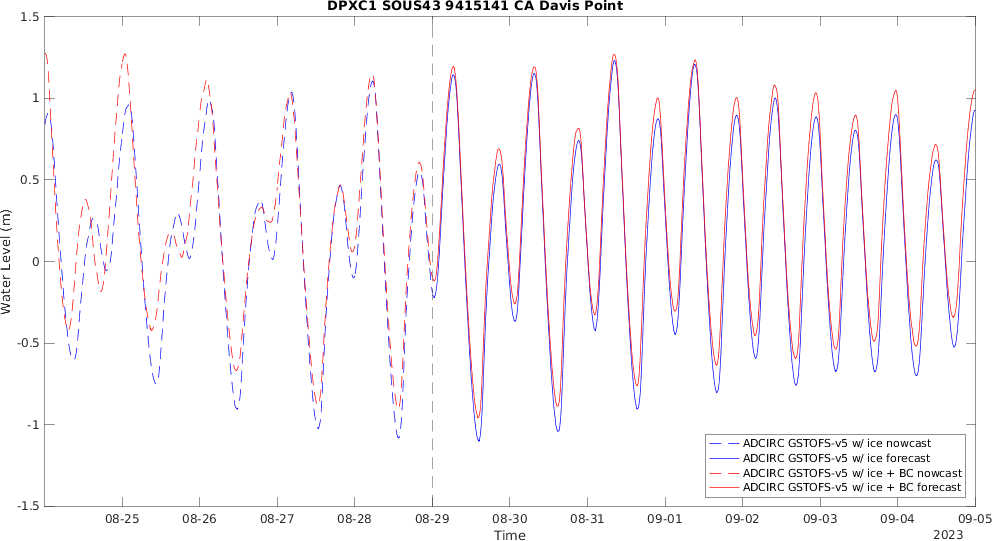 DPXC1 SOUS43 9415141 CA Davis Point
1.5
1
0.5
0
-0.5
-1
-1.5
Water Level (m)
08-25 08-26 08-27 08-28 08-29 08-30 08-31 09-01 09-02 09-03 09-04 09-05
Time
2023
ADCIRC GSTOFS-v5 w/ ice nowcast
ADCIRC GSTOFS-v5 w/ ice forecast
ADCIRC GSTOFS-v5 w/ ice + BC nowcast
ADCIRC GSTOFS-v5 w/ ice + BC forecast